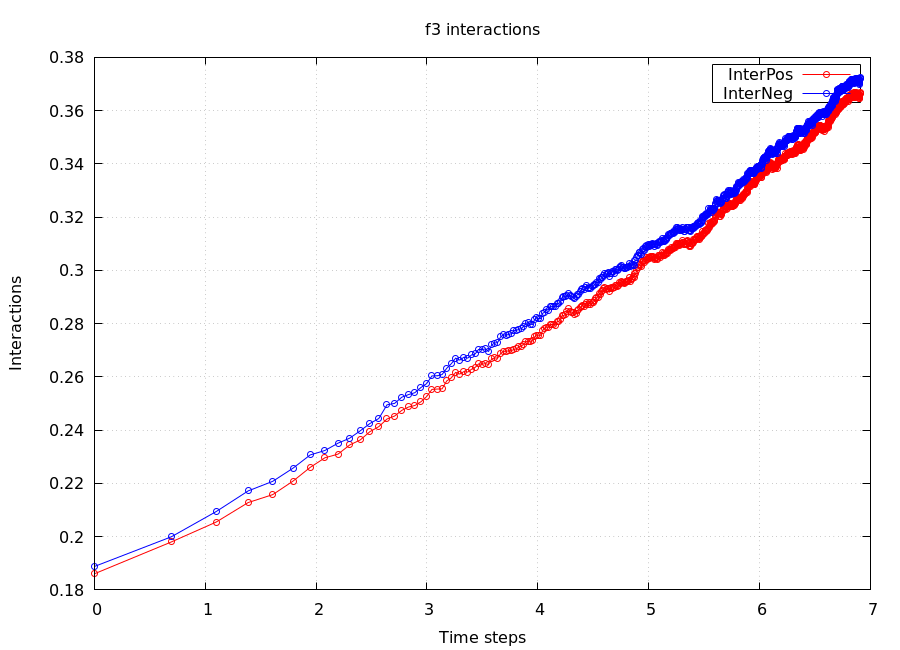 f3 interactions
0.38
0.36
0.34
0.32
0.3
0.28
0.26
0.24
0.22
0.2
0.18
Interactions
InterPos
InterNeg
0 1 2 3 4 5 6 7
Time steps